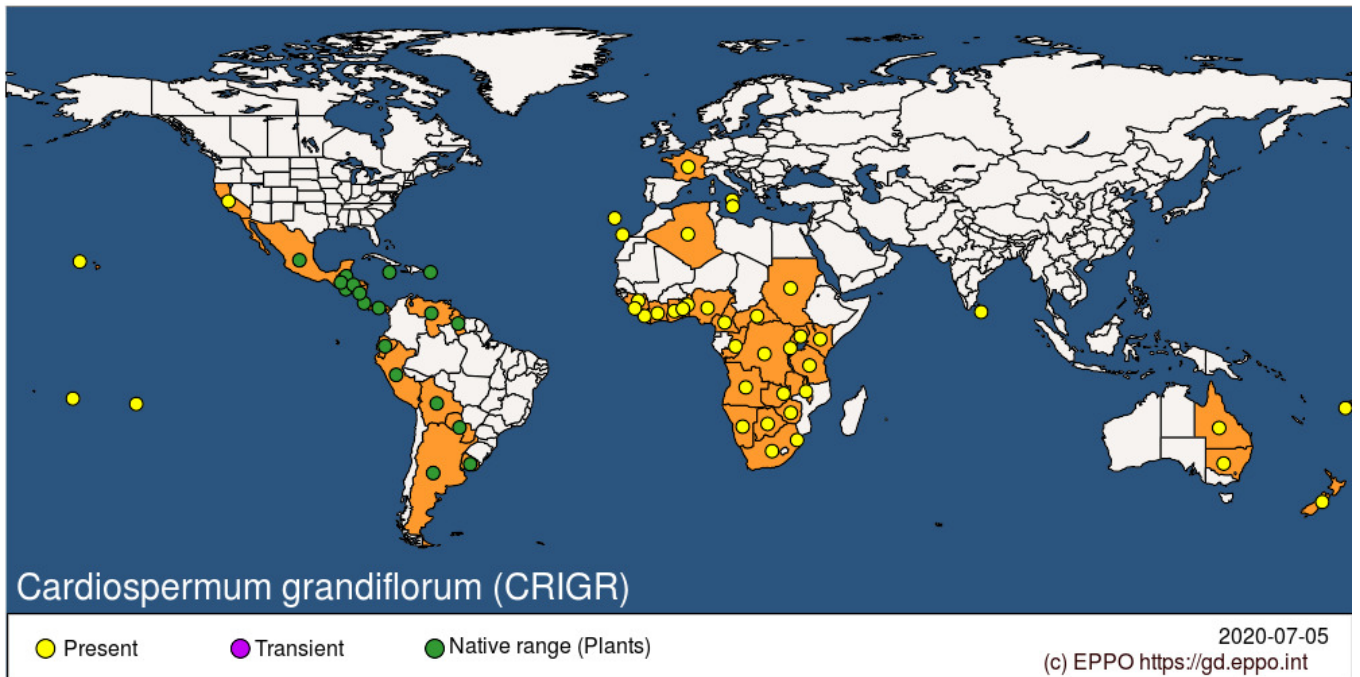 Cardiospermum grandiflorum (CRIGR)
Present
Transient
Native range (Plants)
2020-07-05
(c) EPPO https://gd.eppo.int